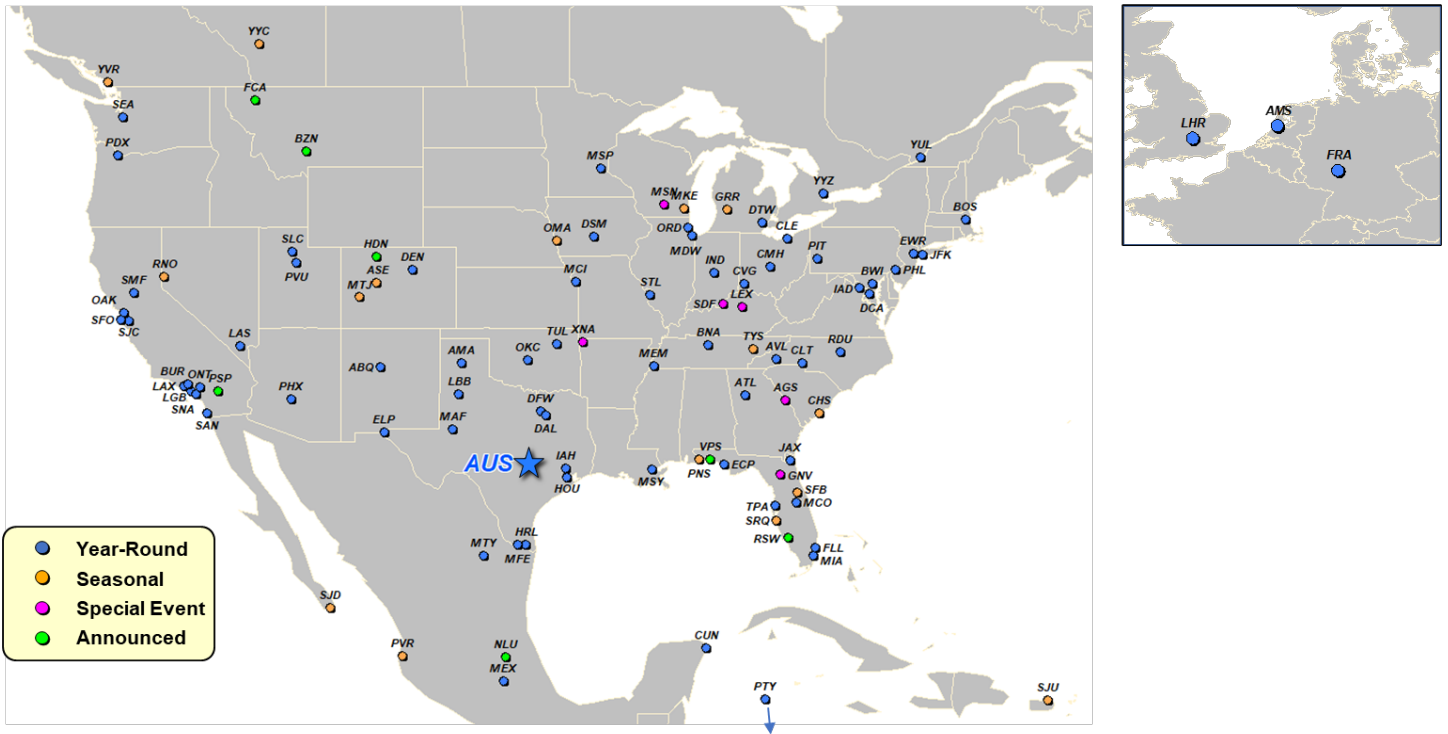 YYC
YVR
FCA
SEA
BZN
PDX
MSP
YUL
YYZ
MSN
MKE
GRR
BOS
DTW
ORD
CLE
OMA
DSM
MDW
PIT
EWR
JFK
SLC
HDN
DEN
PVU
IND
CMH
PHL
RNO
ASE
MCI
CVG
BWI
SMF
MTJ
STL
LEX
IAD
SDF
DCA
OAK
SFO
SJC
LAS
TUL
XNA
BNA
TYS
RDU
OKC
AVL
CLT
AMA
MEM
ABQ
BUR
ONT
PSP
LAX
LGB
SNA
SAN
PHX
LBB
ATL
AGS
CHS
DFW
ELP
MAF
DAL
VPS
JAX
AUS
IAH
HOU
MSY
PNS
ECP
GNV
SFB
MCO
TPA
SRQ
RSW
FLL
MIA
MTY
HRL
MFE
SJD
PVR
NLU
MEX
CUN
PTY
SJU
Year-Round
Seasonal
Special Event
Announced
LHR
AMS
FRA